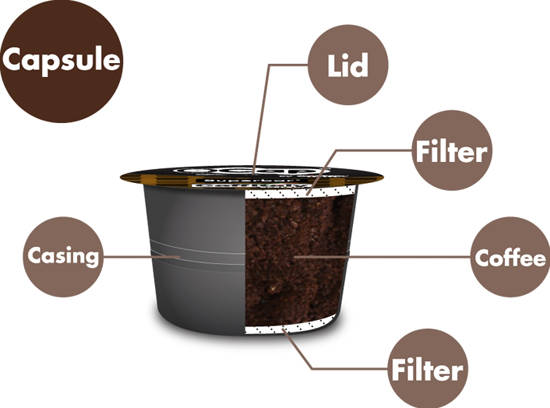 Capsule
Lid
Filter
Casing
Coffee
Filter